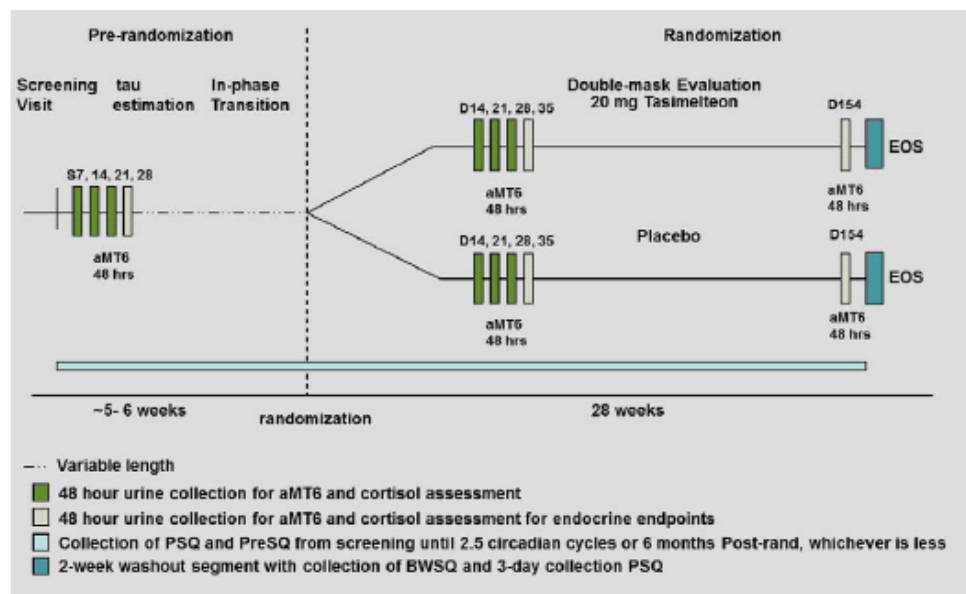 Pre-randomization
Randomization
Screening Visit
tau estimation
In-phase Transition
Double-mask Evaluation
20 mg Tasimelteon
D14, 21, 28, 35
D154
EOS
S7, 14, 21, 28
aMT6
48 hrs
aMT6
48 hrs
aMT6
48 hrs
D14, 21, 28, 35
Placebo
D154
EOS
aMT6
48 hrs
aMT6
48 hrs
~5- 6 weeks
randomization
28 weeks
Variable length
48 hour urine collection for aMT6 and cortisol assessment
48 hour urine collection for aMT6 and cortisol assessment for endocrine endpoints
Collection of PSQ and PreSQ from screening until 2.5 circadian cycles or 6 months Post-rand, whichever is less
2-week washout segment with collection of BWSQ and 3-day collection PSQ